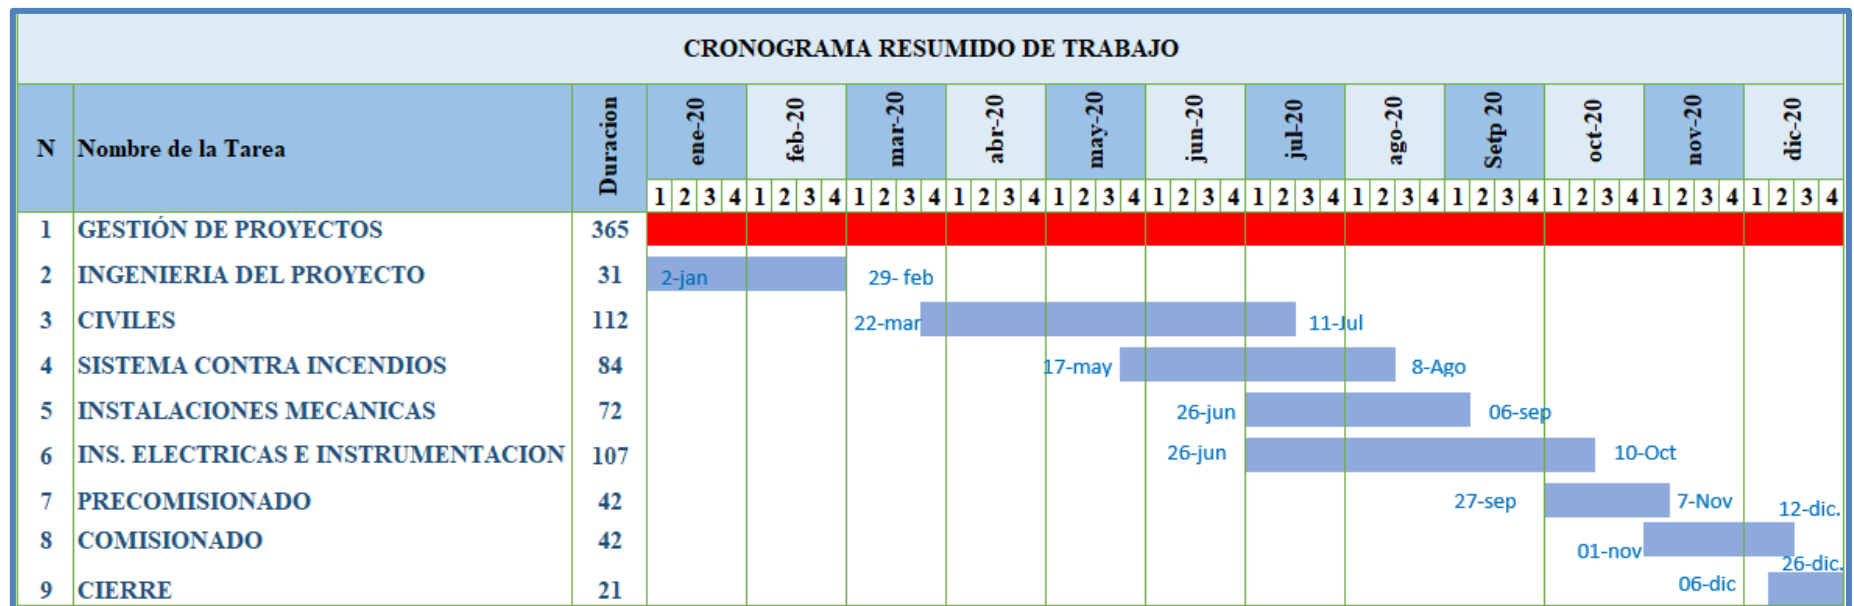 CRONOGRAMA RESUMIDO DE TRABAJO
N Nombre de la Tarea Duracion ene-20 feb-20 mar-20 abr-20 may-20 jun-20 jul-20 ago-20 Setp 20 oct-20 nov-20 dic-20
1 2 3 4 1 2 3 4 1 2 3 4 1 2 3 4 1 2 3 4 1 2 3 4 1 2 3 4 1 2 3 4 1 2 3 4 1 2 3 4 1 2 3 4 1 2 3 4
1 GESTIÓN DE PROYECTOS 365
2 INGENIERIA DEL PROYECTO 31 2-jan 29- feb
3 CIVILES 112 22-mar 11-Jul
4 SISTEMA CONTRA INCENDIOS 84 17-may 8-Ago
5 INSTALACIONES MECANICAS 72 26-jun 06-sep
6 INS. ELECTRICAS E INSTRUMENTACION 107 26-jun 10-Oct
7 PRECOMISIONADO 42 27-sep 7-Nov
8 COMISIONADO 42 01-nov 12-dic.
9 CIERRE 21 06-dic 26-dic.